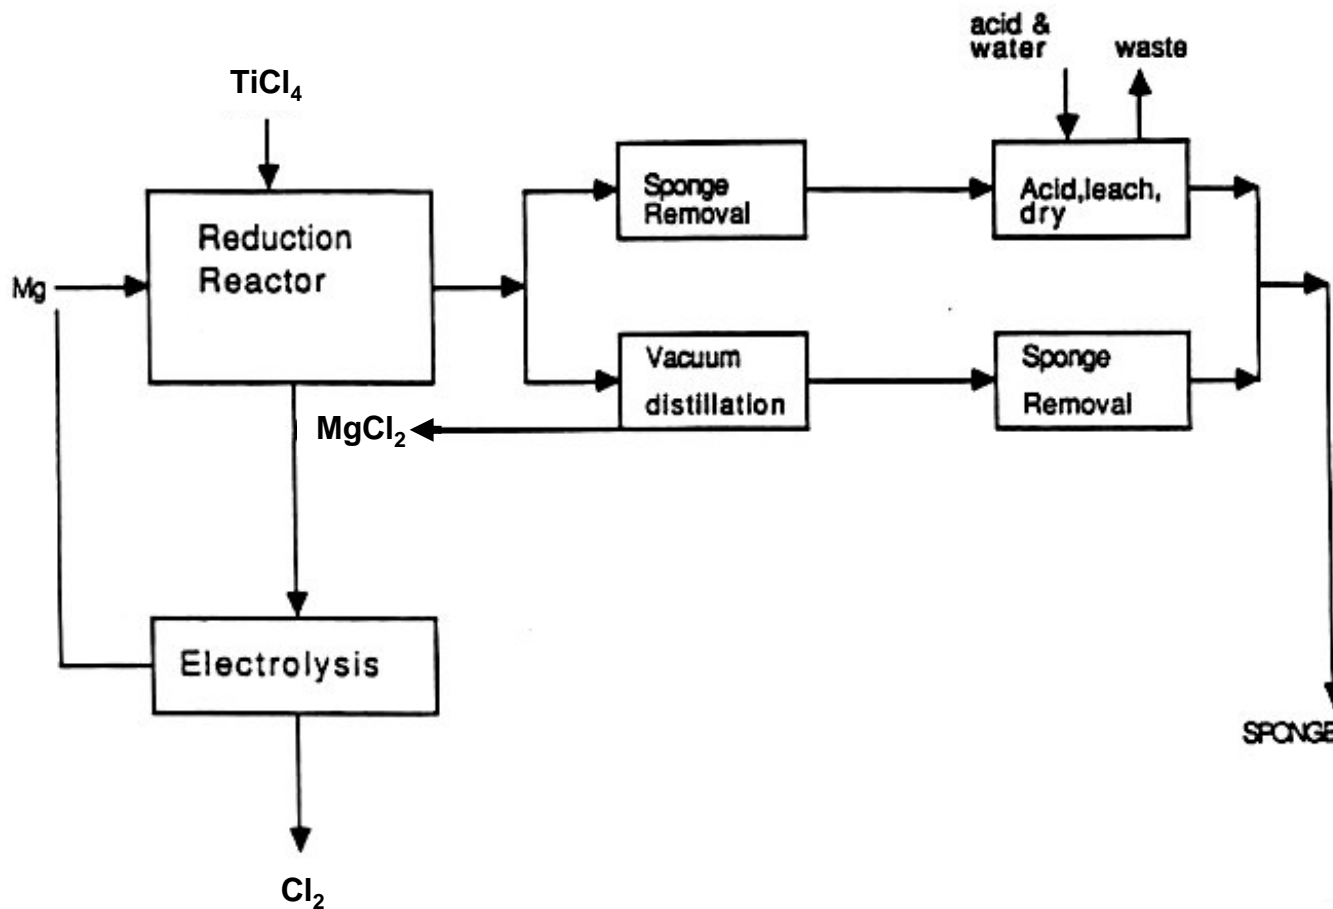 acid &
water
waste
TiCl₄
Sponge
Removal
Acid,leach,
dry
Reduction
Reactor
Mg
Vacuum
distillation
Sponge
Removal
MgCl₂
Electrolysis
SPONGE
Cl₂